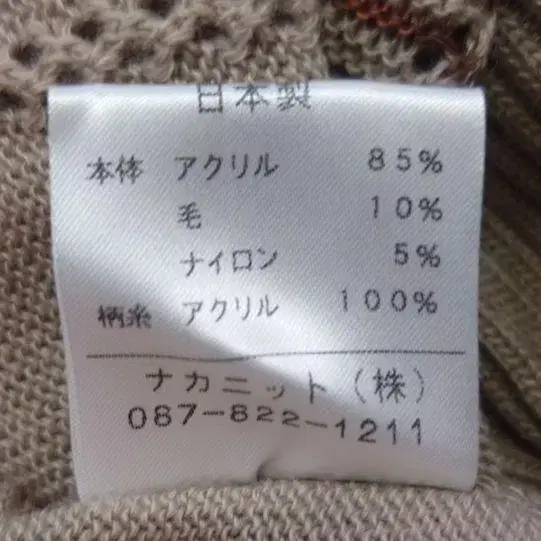 日本製
本体 アクリル 85%
毛 10%
ナイロン 5%
柄糸 アクリル 100%
ナカニット(株)
087-822-1211